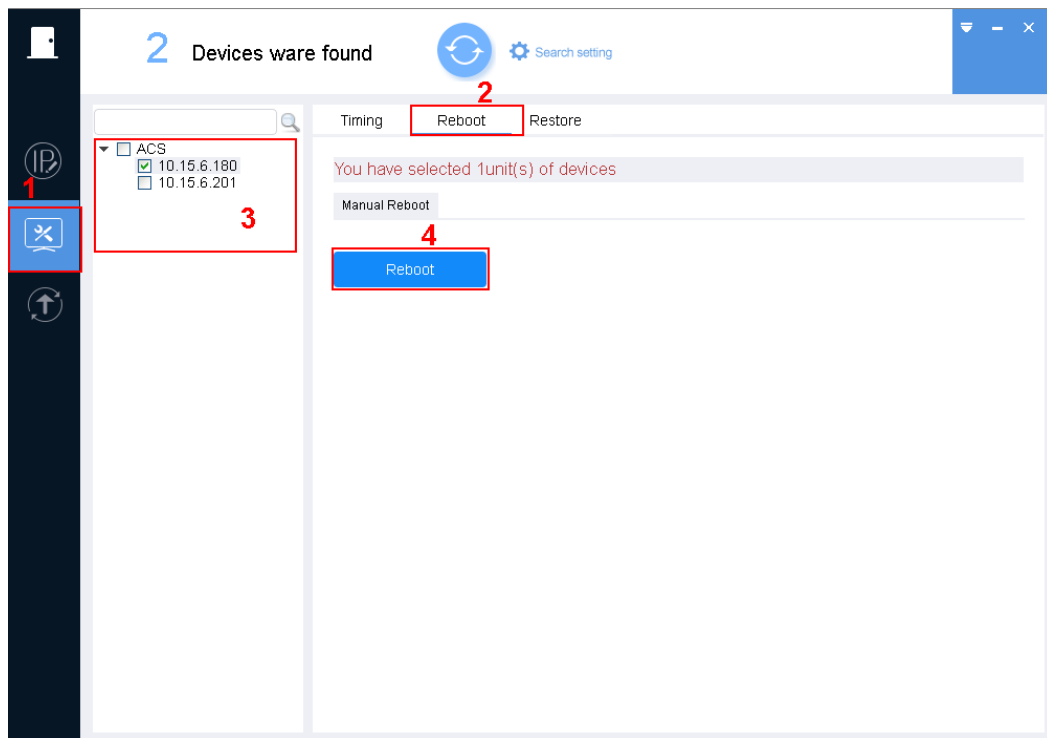 2 Devices ware found
Search setting
2
Timing Reboot Restore
ACS
10.15.6.180
10.15.6.201
You have selected 1unit(s) of devices
IP
1
3
Manual Reboot
4
Reboot